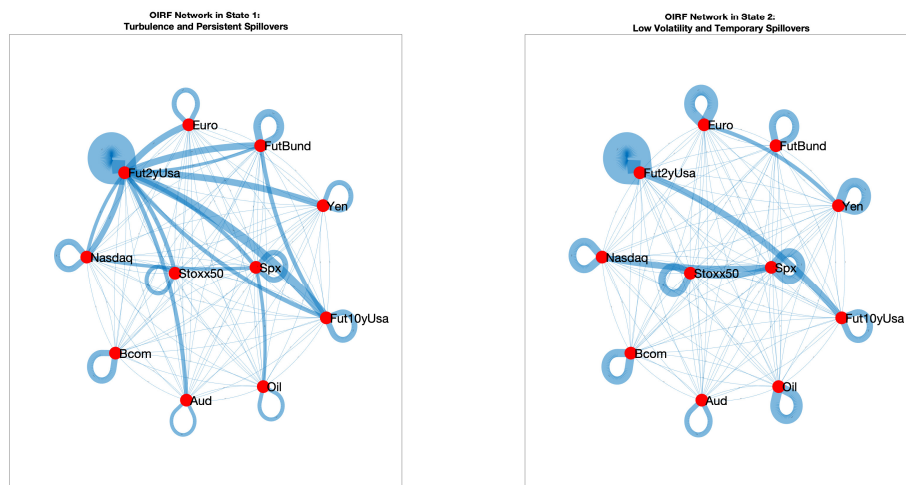 OIRF Network in State 1:
Turbulence and Persistent Spillovers
Euro
FutBund
Fut2yUsa
Yen
Nasdaq
Stoxx50
Spx
Fut10yUsa
Bcom
Oil
Aud
OIRF Network in State 2:
Low Volatility and Temporary Spillovers
Euro
FutBund
Fut2yUsa
Yen
Nasdaq
Stoxx50
Spx
Fut10yUsa
Bcom
Oil
Aud